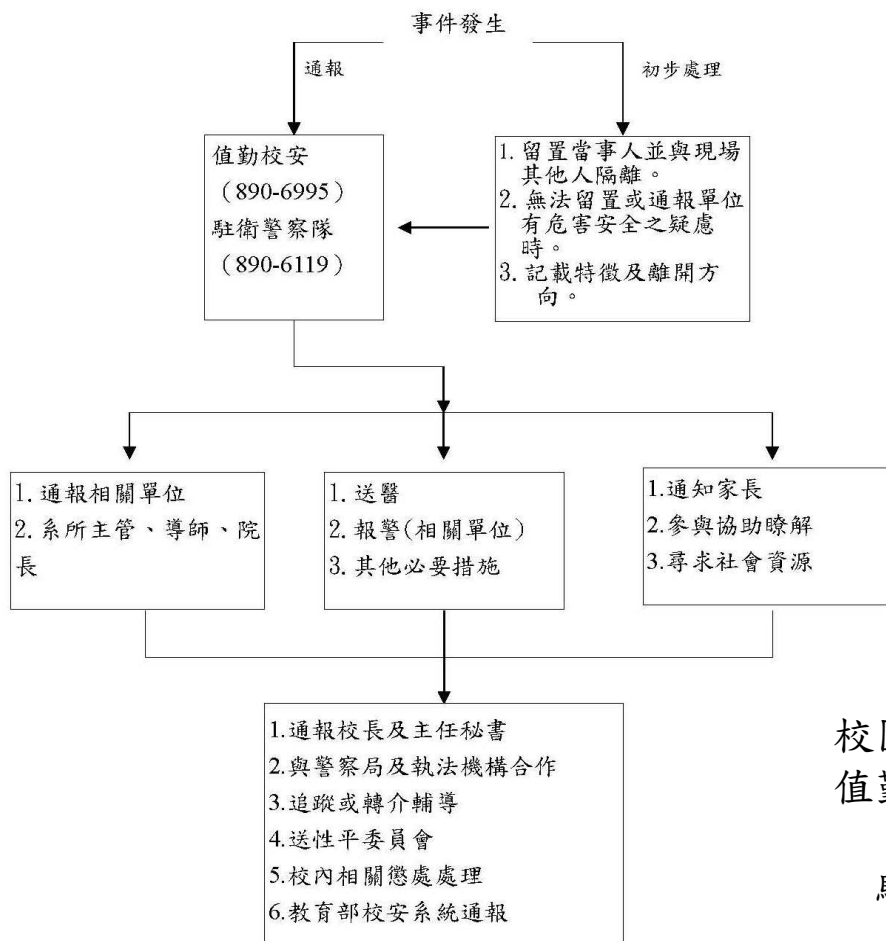 事件發生
通報
初步處理
值勤校安
（890-6995）
駐衛警察隊
（890-6119）
1. 留置當事人並與現場
其他人隔離。
2. 無法留置或通報單位
有危害安全之疑慮
時。
3. 記載特徵及離開方
向。
1. 通報相關單位
2. 系所主管、導師、院
長
1. 送醫
2. 報警(相關單位)
3. 其他必要措施
1.通知家長
2.參與協助瞭解
3.尋求社會資源
1.通報校長及主任秘書
2.與警察局及執法機構合作
3.追蹤或轉介輔導
4.送性平委員會
5.校內相關懲處處理
6.教育部校安系統通報
校
值